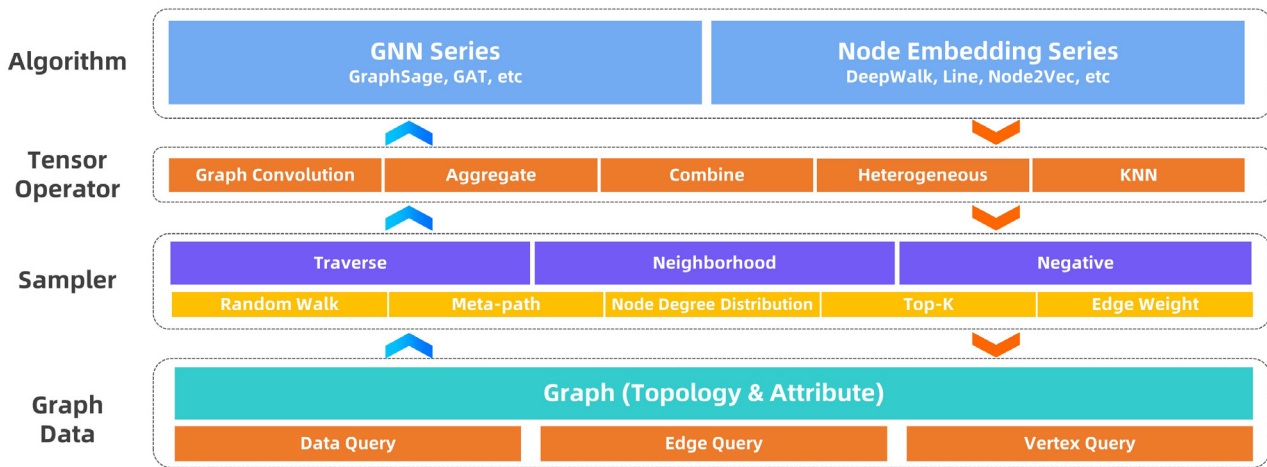 Algorithm
GNN Series
GraphSage, GAT, etc
Node Embedding Series
DeepWalk, Line, Node2Vec, etc
Tensor
Operator
Graph Convolution
Aggregate
Combine
Heterogeneous
KNN
Sampler
Traverse
Neighborhood
Negative
Random Walk
Meta-path
Node Degree Distribution
Top-K
Edge Weight
Graph
Data
Graph (Topology & Attribute)
Data Query
Edge Query
Vertex Query